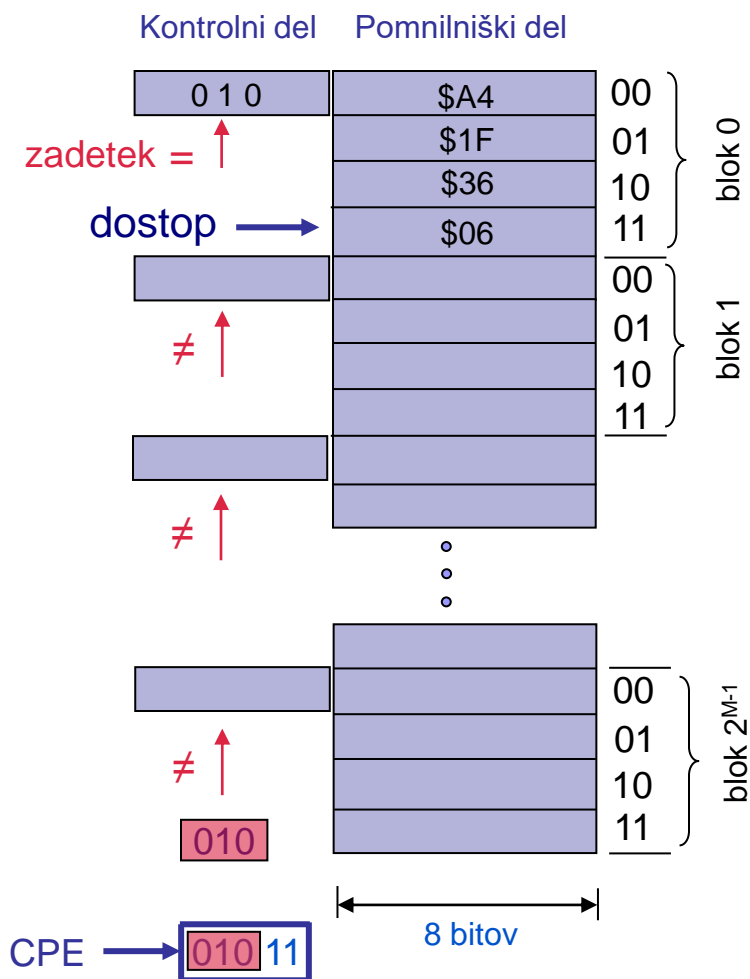 Kontrolni del Pomnilniški del
0 1 0 $A4 00
zadetek = $1F 01
$36 10
dostop $06 11
blok 0
00
≠ 01
10
11
blok 1
≠
00
≠ 01
10
010 11
blok 2^M-1
8 bitov
CPE 010 11